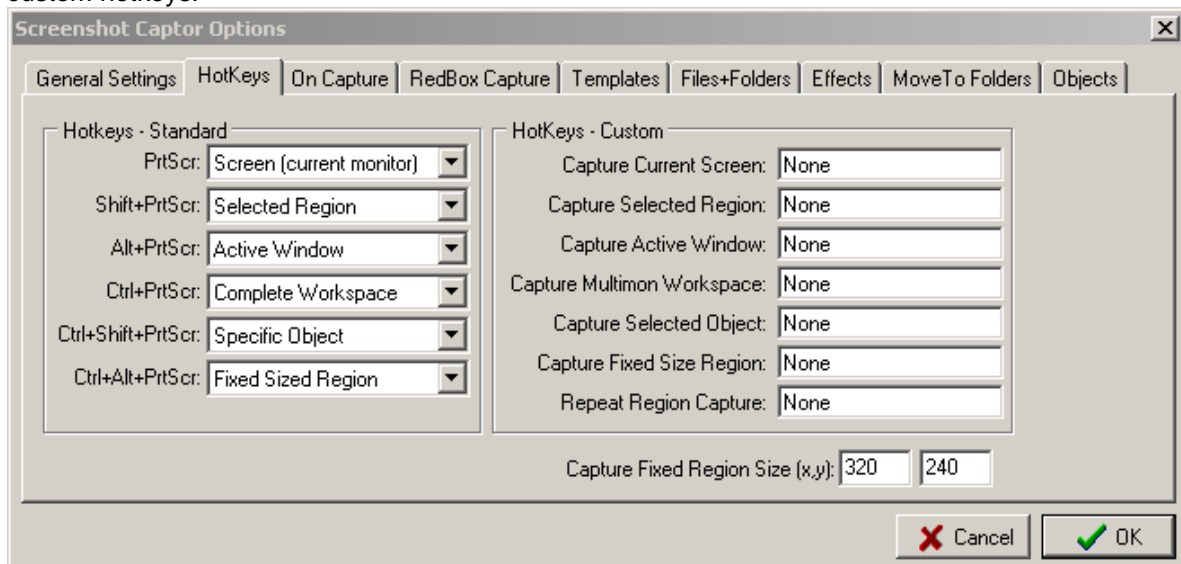 Screenshot Captor Options
General Settings HotKeys On Capture RedBox Capture Templates Files+Folders Effects MoveTo Folders Objects
Hotkeys - Standard
PrtScr: Screen (current monitor)
Shift+PrtScr: Selected Region
Alt+PrtScr: Active Window
Ctrl+PrtScr: Complete Workspace
Ctrl+Shift+PrtScr: Specific Object
Ctrl+Alt+PrtScr: Fixed Sized Region
HotKeys - Custom
Capture Current Screen: None
Capture Selected Region: None
Capture Active Window: None
Capture Multimon Workspace: None
Capture Selected Object: None
Capture Fixed Size Region: None
Repeat Region Capture: None
Capture Fixed Region Size (x,y): 320 240
Cancel OK